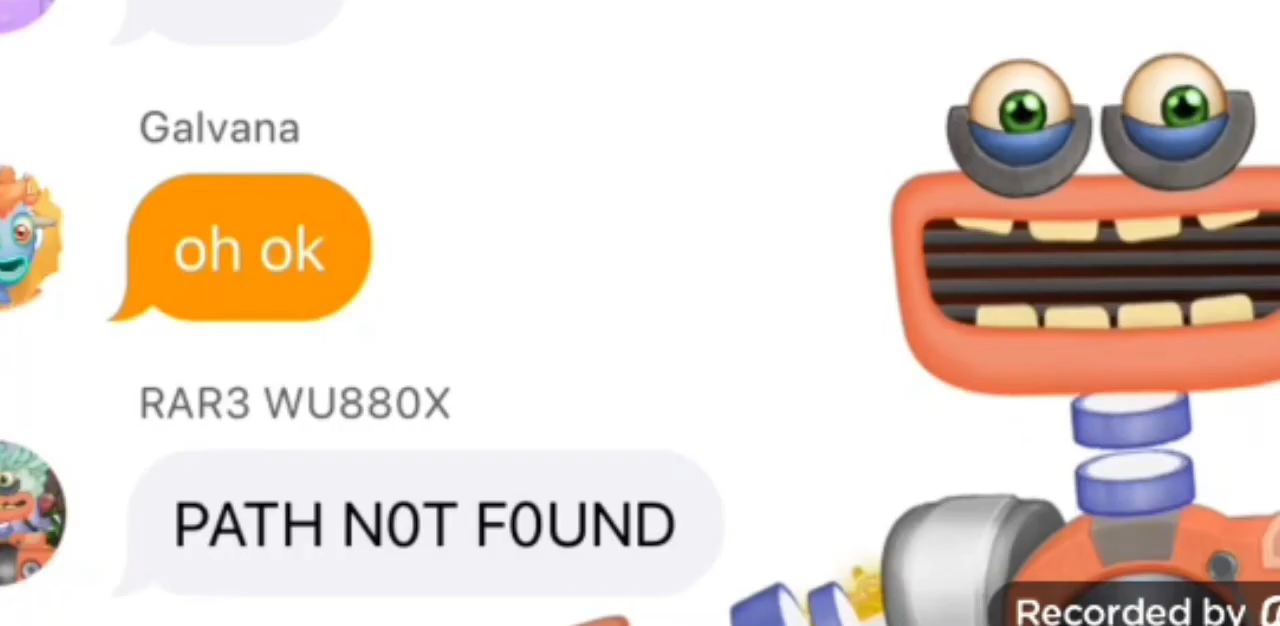 Galvana
oh ok
RAR3 WU880X
PATH N0T F0UND
Recorded by